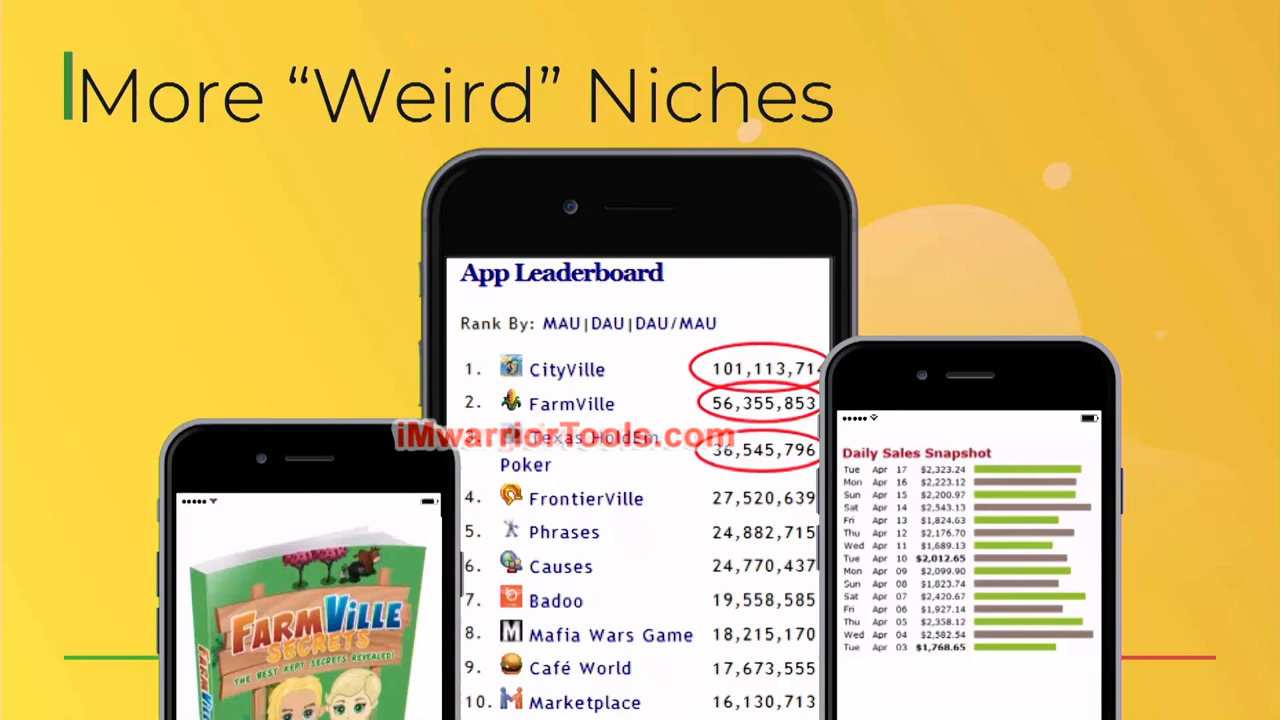 More “Weird” Niches
App Leaderboard
Rank By: MAU|DAU|DAU/MAU
1. CityVille 101,113,714
2. FarmVille 56,355,853
3. Texas HoldEm
Poker 36,545,796
iMwarriorTools.com
4. FrontierVille 27,520,639
5. Phrases 24,882,715
6. Causes 24,770,437
7. Badoo 19,558,585
8. Mafia Wars Game 18,215,170
9. Café World 17,673,555
10. Marketplace 16,130,713
FARMVILLE
SECRETS
THE BEST KEPT SECRETS REVEALED!
FARMVILLE
Daily Sales Snapshot
Tue Apr 17 $2,323.24
Mon Apr 16 $2,223.12
Sun Apr 15 $2,200.97
Sat Apr 14 $2,543.13
Fri Apr 13 $1,824.63
Thu Apr 12 $2,176.70
Wed Apr 11 $1,689.13
Tue Apr 10 $2,012.65
Mon Apr 09 $2,099.90
Sun Apr 08 $1,823.74
Sat Apr 07 $2,420.67
Fri Apr 06 $1,927.14
Thu Apr 05 $2,358.12
Wed Apr 04 $2,582.54
Tue Apr 03 $1,768.65